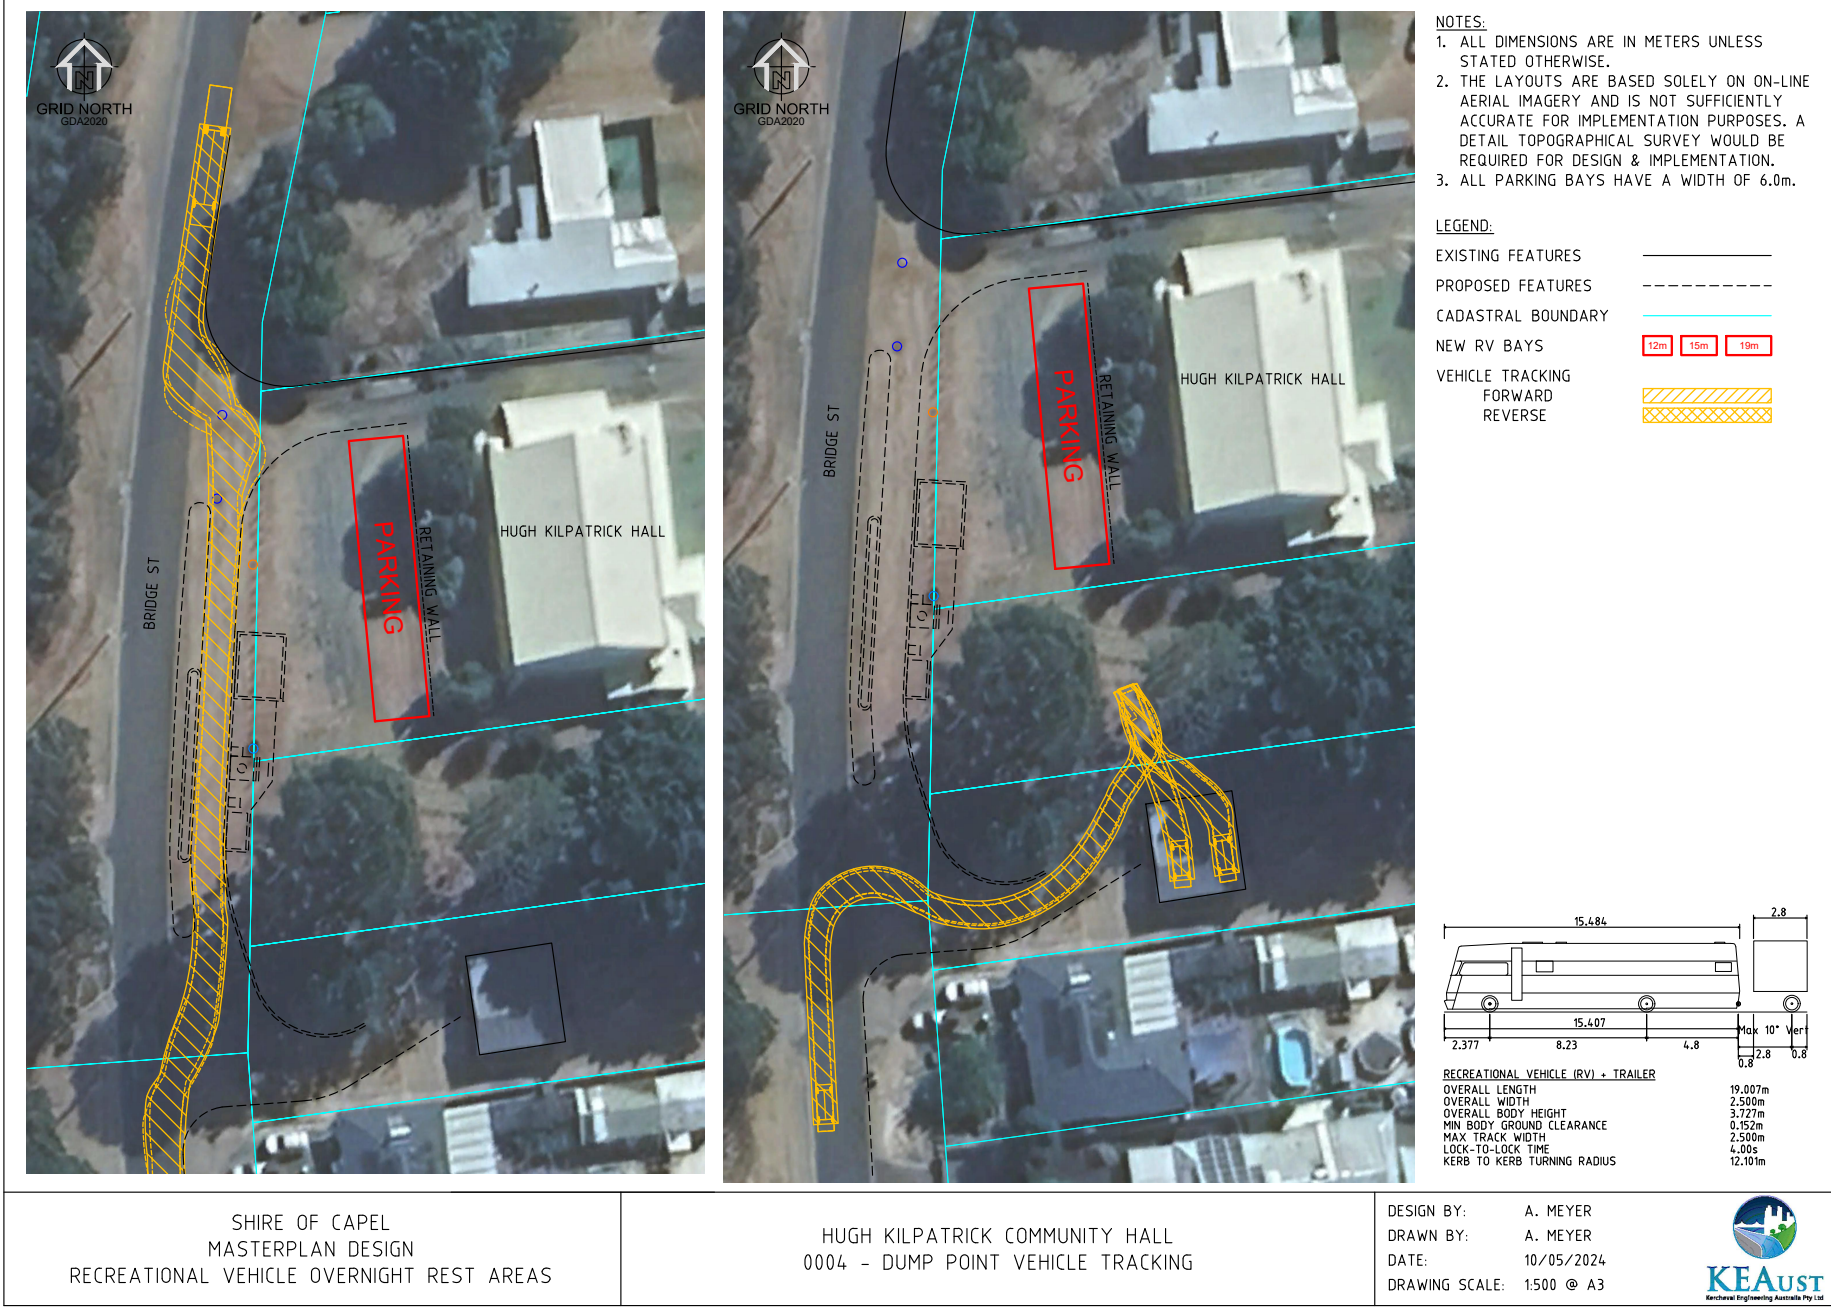 GRID NORTH
GDA2020
BRIDGE ST
PARKING
RETAINING WALL
HUGH KILPATRICK HALL
GRID NORTH
GDA2020
BRIDGE ST
PARKING
RETAINING WALL
HUGH KILPATRICK HALL
NOTES:
1. ALL DIMENSIONS ARE IN METERS UNLESS
STATED OTHERWISE.
2. THE LAYOUTS ARE BASED SOLELY ON ON-LINE
AERIAL IMAGERY AND IS NOT SUFFICIENTLY
ACCURATE FOR IMPLEMENTATION PURPOSES. A
DETAIL TOPOGRAPHICAL SURVEY WOULD BE
REQUIRED FOR DESIGN & IMPLEMENTATION.
3. ALL PARKING BAYS HAVE A WIDTH OF 6.0m.
LEGEND:
EXISTING FEATURES
PROPOSED FEATURES
CADASTRAL BOUNDARY
NEW RV BAYS 12m 15m 19m
VEHICLE TRACKING
FORWARD
REVERSE
15.484 2.8
15.407 Max 10° Vert
2.377 8.23 4.8 0.8 2.8 0.8
RECREATIONAL VEHICLE (RV) + TRAILER
OVERALL LENGTH 19.007m
OVERALL WIDTH 2.500m
OVERALL BODY HEIGHT 3.727m
MIN BODY GROUND CLEARANCE 0.152m
MAX TRACK WIDTH 2.500m
LOCK-TO-LOCK TIME 4.00s
KERB TO KERB TURNING RADIUS 12.101m
SHIRE OF CAPEL
MASTERPLAN DESIGN
RECREATIONAL VEHICLE OVERNIGHT REST AREAS
HUGH KILPATRICK COMMUNITY HALL
0004 - DUMP POINT VEHICLE TRACKING
DESIGN BY: A. MEYER
DRAWN BY: A. MEYER
DATE: 10/05/2024
DRAWING SCALE: 1:500 @ A3
KEAUST
Kercheval Engineering Australia Pty Ltd